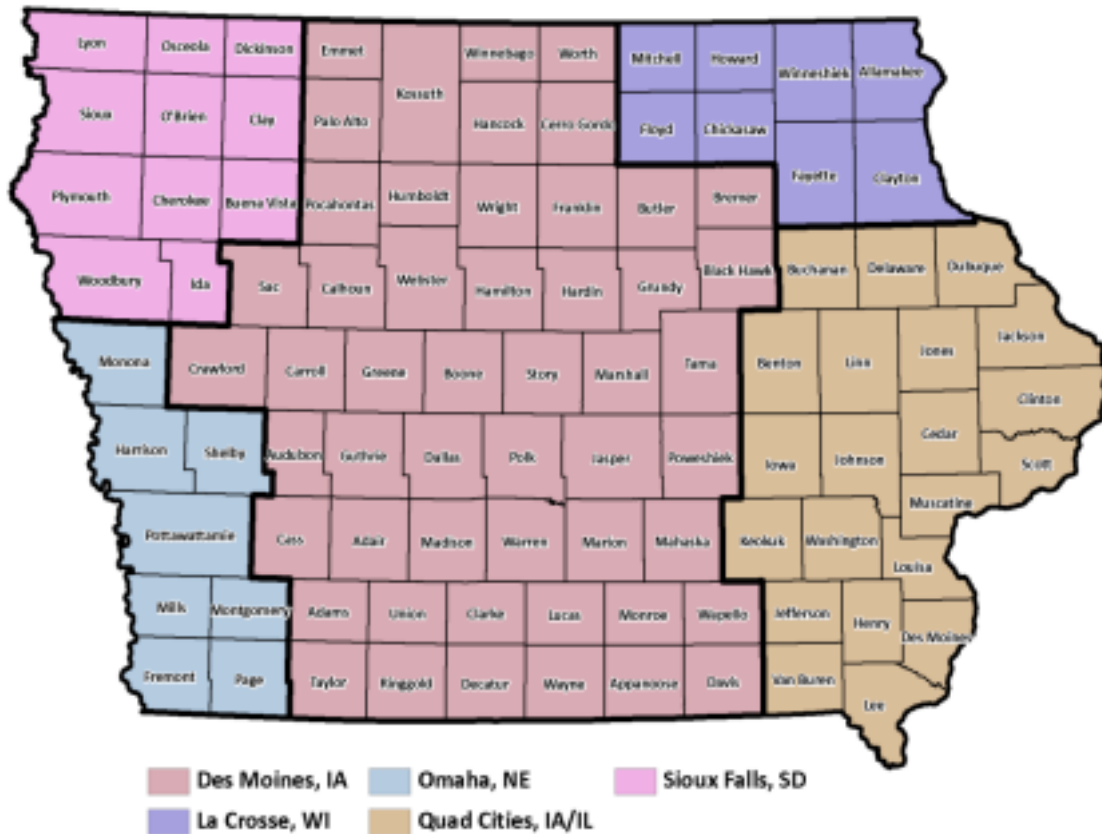 Lyon Osceola Dickinson Emmet Winnebago Worth Mitchell Howard Winneshiek Allamakee
Kossuth
Sioux O'Brien Clay Palo Alto Hancock Cerro Gordo Floyd Chickasaw
Plymouth Cherokee Buena Vista Pocahontas Humboldt Wright Franklin Butler Bremer Fayette Clayton
Woodbury Ida Sac Calhoun Webster Hamilton Hardin Grundy Black Hawk Buchanan Delaware Dubuque
Monona Crawford Carroll Greene Boone Story Marshall Tama Benton Linn Jones Jackson
Clinton
Harrison Shelby Audubon Guthrie Dallas Polk Jasper Poweshiek Iowa Johnson Cedar Scott
Muscatine
Pottawattamie Cass Adair Madison Warren Marion Mahaska Keokuk Washington Louisa
Mills Montgomery Adams Union Clarke Lucas Monroe Wapello Jefferson Henry Des Moines
Fremont Page Taylor Ringgold Decatur Wayne Appanoose Davis Van Buren Lee
Des Moines, IA Omaha, NE Sioux Falls, SD
La Crosse, WI Quad Cities, IA/IL